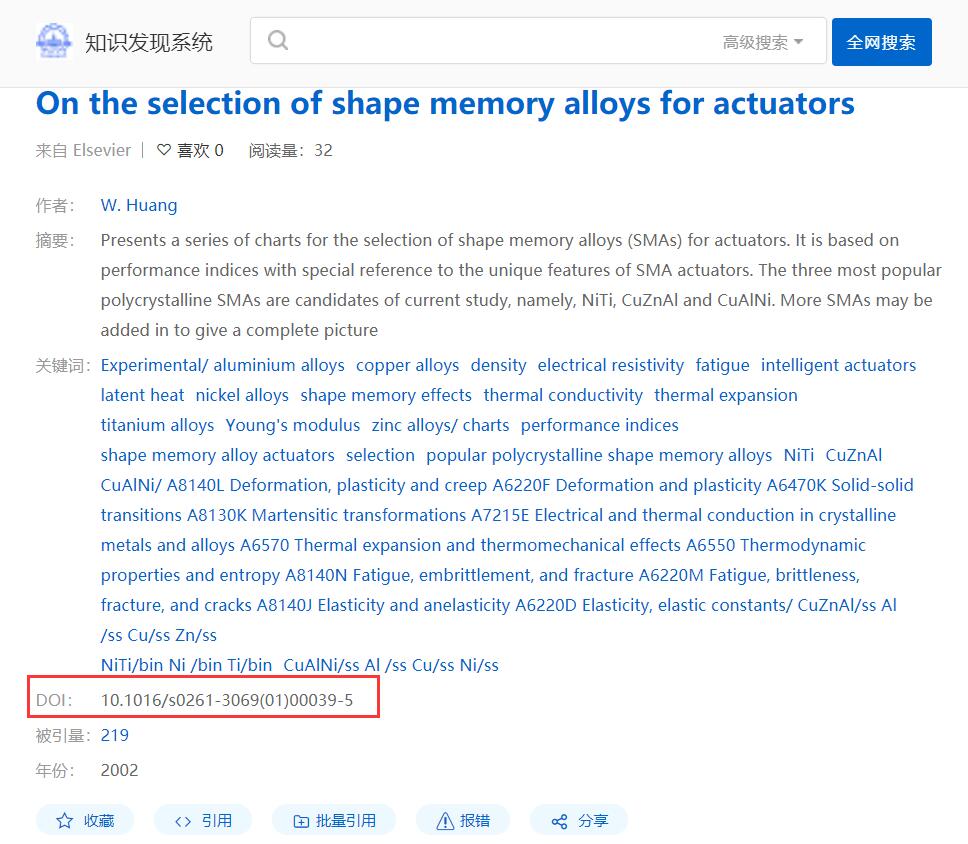 知识发现系统
高级搜索
全网搜索
On the selection of shape memory alloys for actuators
来自 Elsevier | 喜欢 0 阅读量：32
作者： W. Huang
摘要： Presents a series of charts for the selection of shape memory alloys (SMAs) for actuators. It is based on
performance indices with special reference to the unique features of SMA actuators. The three most popular
polycrystalline SMAs are candidates of current study, namely, NiTi, CuZnAl and CuAlNi. More SMAs may be
added in to give a complete picture
关键词： Experimental/ aluminium alloys copper alloys density electrical resistivity fatigue intelligent actuators
latent heat nickel alloys shape memory effects thermal conductivity thermal expansion
titanium alloys Young's modulus zinc alloys/ charts performance indices
shape memory alloy actuators selection popular polycrystalline shape memory alloys NiTi CuZnAl
CuAlNi/ A8140L Deformation, plasticity and creep A6220F Deformation and plasticity A6470K Solid-solid
transitions A8130K Martensitic transformations A7215E Electrical and thermal conduction in crystalline
metals and alloys A6570 Thermal expansion and thermomechanical effects A6550 Thermodynamic
properties and entropy A8140N Fatigue, embrittlement, and fracture A6220M Fatigue, brittleness,
fracture, and cracks A8140J Elasticity and anelasticity A6220D Elasticity, elastic constants/ CuZnAl/ss Al
/ss Cu/ss Zn/ss
NiTi/bin Ni /bin Ti/bin CuAlNi/ss Al /ss Cu/ss Ni/ss
DOI： 10.1016/s0261-3069(01)00039-5
被引量： 219
年份： 2002
收藏 引用 批量引用 报错 分享